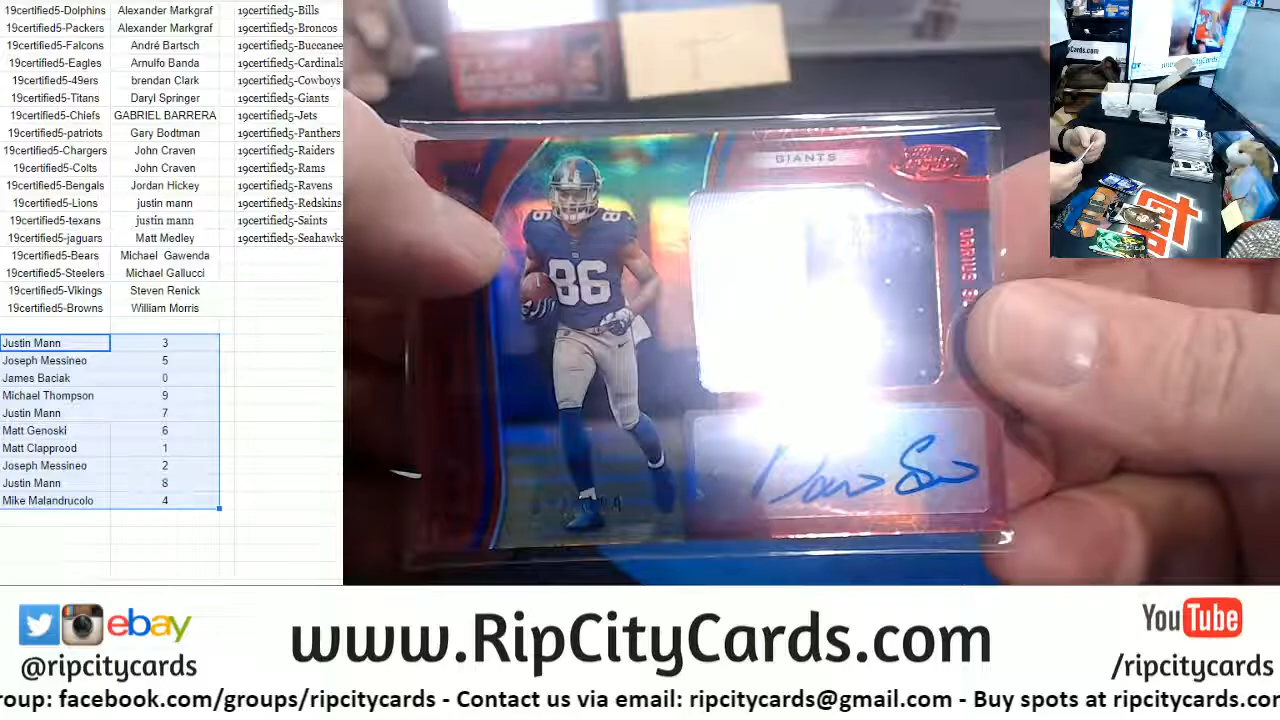 19certified5-Dolphins Alexander Markgraf 19certified5-Bills
19certified5-Packers Alexander Markgraf 19certified5-Broncos
19certified5-Falcons André Bartsch 19certified5-Buccanee
19certified5-Eagles Arnulfo Banda 19certified5-Cardinals
19certified5-49ers brendan Clark 19certified5-Cowboys
19certified5-Titans Daryl Springer 19certified5-Giants
19certified5-Chiefs GABRIEL BARRERA 19certified5-Jets
19certified5-patriots Gary Bodtman 19certified5-Panthers
19certified5-Chargers John Craven 19certified5-Raiders
19certified5-Colts John Craven 19certified5-Rams
19certified5-Bengals Jordan Hickey 19certified5-Ravens
19certified5-Lions justin mann 19certified5-Redskins
19certified5-texans justin mann 19certified5-Saints
19certified5-jaguars Matt Medley 19certified5-Seahawks
19certified5-Bears Michael Gawenda
19certified5-Steelers Michael Gallucci
19certified5-Vikings Steven Renick
19certified5-Browns William Morris
Justin Mann 3
Joseph Messineo 5
James Baciak 0
Michael Thompson 9
Justin Mann 7
Matt Genoski 6
Matt Clapprood 1
Joseph Messineo 2
Justin Mann 8
Mike Malandrucolo 4
GIANTS
DARIUS
86
86
86
ebay
@ripcitycards
www.RipCityCards.com
YouTube
/ripcitycards
roup: facebook.com/groups/ripcitycards - Contact us via email: ripcitycards@gmail.com - Buy spots at ripcitycards.com